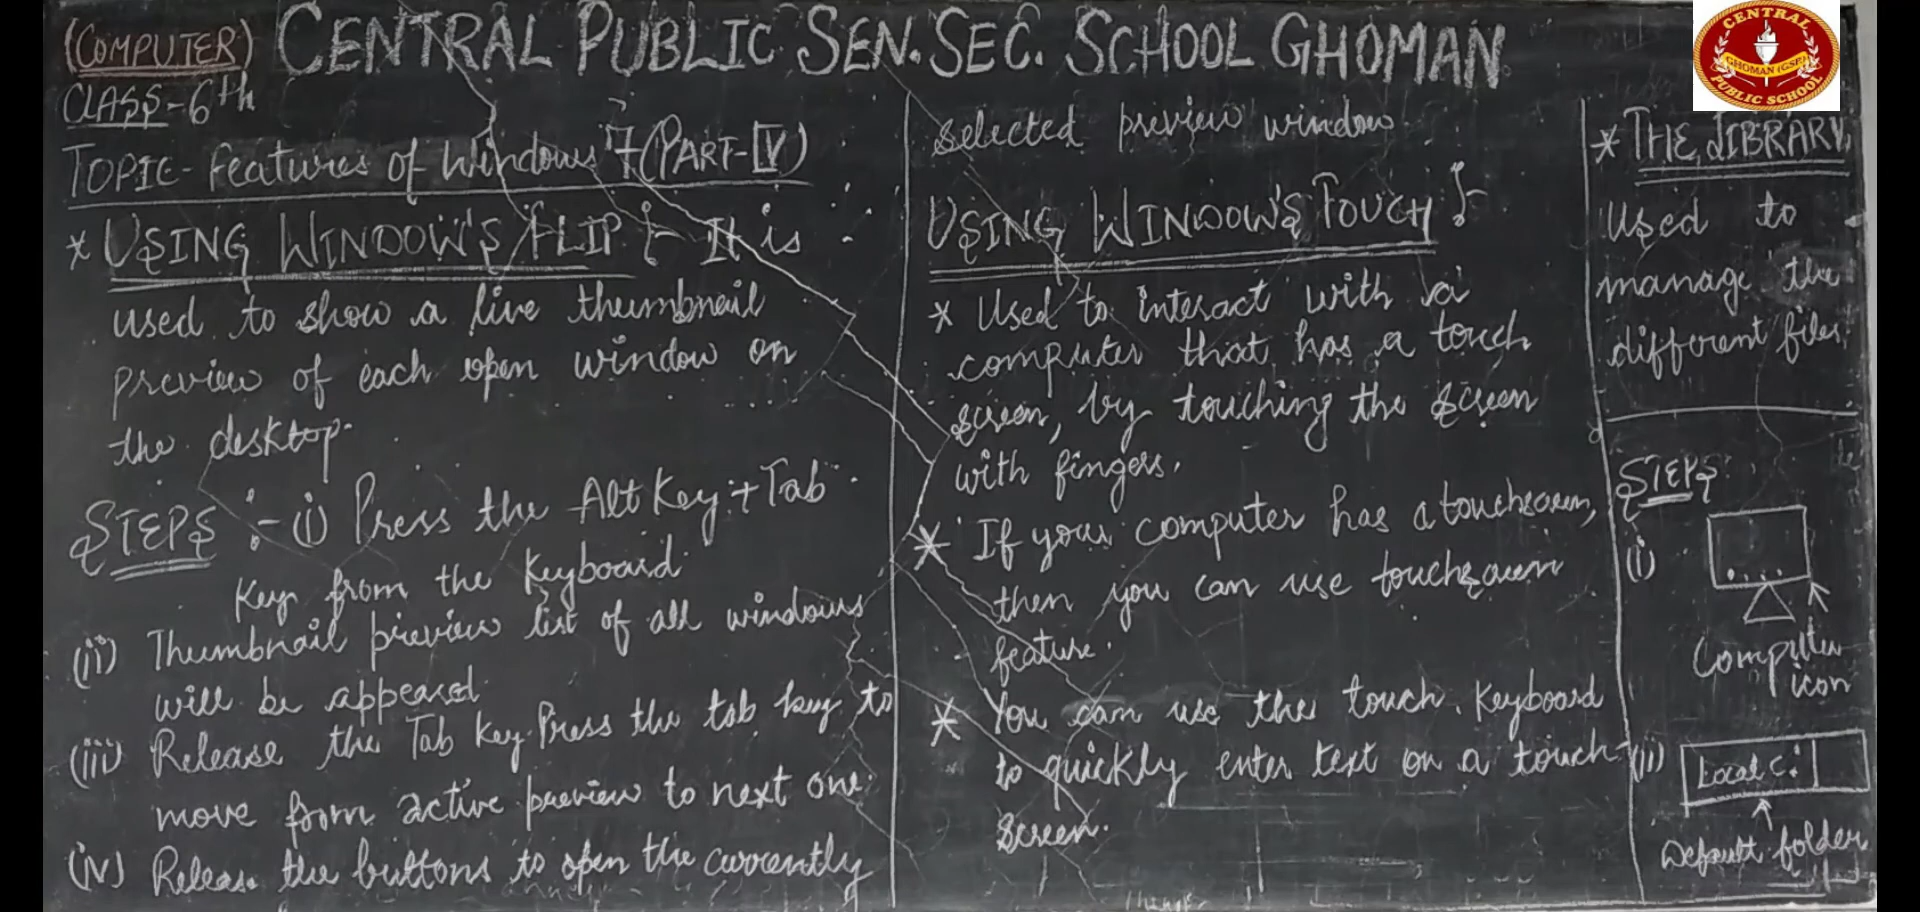 (COMPUTER) CENTRAL PUBLIC SEN. SEC. SCHOOL GHOMAN
CLASS-6th
TOPIC- Features of Windows 7 (PART-IV)
* USING WINDOW'S FLIP :- It is
used to show a live thumbnail
preview of each open window on
the desktop.
STEPS :- (i) Press the Alt Key + Tab
Key from the Keyboard.
(ii) Thumbnail preview list of all windows
will be appeared.
(iii) Release the Tab key. Press the tab key to
move from active preview to next one.
(iv) Release the buttons to open the currently
selected preview window.
USING WINDOW'S TOUCH :-
* Used to interact with a
computer that has a touch
screen, by touching the screen
with fingers.
* If your computer has a touchscreen,
then you can use touchscreen
feature.
* You can use the touch Keyboard
to quickly enter text on a touch
screen.
* THE LIBRARY
Used to
manage the
different files.
STEPS
(i)
Computer
icon
(ii) Local C:
Default folder
CENTRAL
GHOMAN (GSP)
PUBLIC SCHOOL